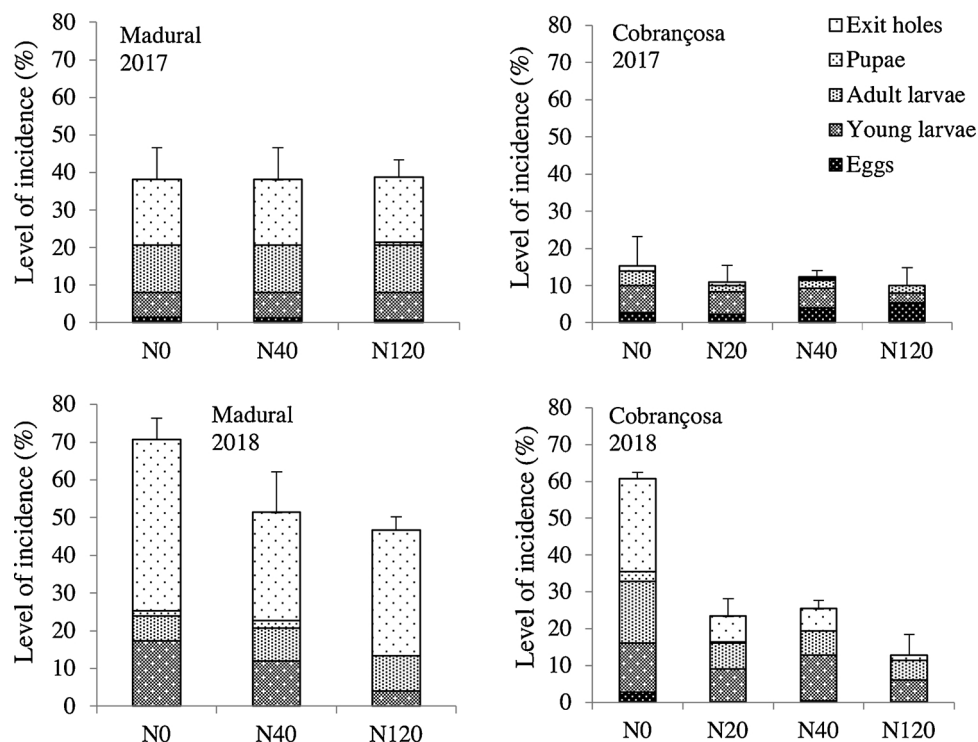 Level of incidence (%)
80
70
60
50
40
30
20
10
0
Madural
2017
N0 N40 N120
Level of incidence (%)
80
70
60
50
40
30
20
10
0
Cobrançosa
2017
Exit holes
Pupae
Adult larvae
Young larvae
Eggs
N0 N20 N40 N120
Level of incidence (%)
80
70
60
50
40
30
20
10
0
Madural
2018
N0 N40 N120
Level of incidence (%)
80
70
60
50
40
30
20
10
0
Cobrançosa
2018
N0 N20 N40 N120